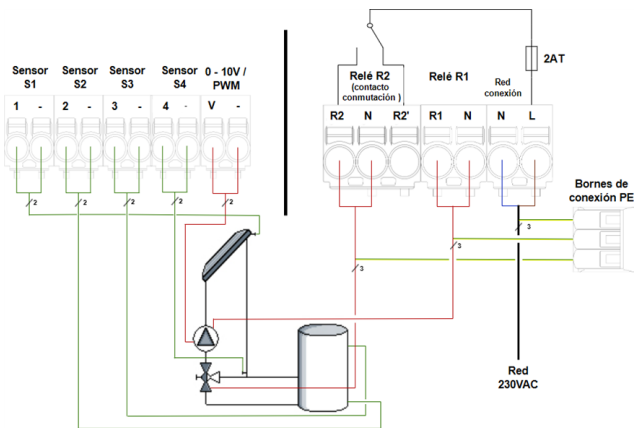 Sensor S1
Sensor S2
Sensor S3
Sensor S4
0 - 10V / PWM
1 -
2 -
3 -
4 -
V -
Relé R2
(contacto
conmutación )
Relé R1
Red
conexión
2AT
R2 N R2'
R1 N
N L
Bornes de
conexión PE
2
2
2
2
2
3
3
3
Red
230VAC